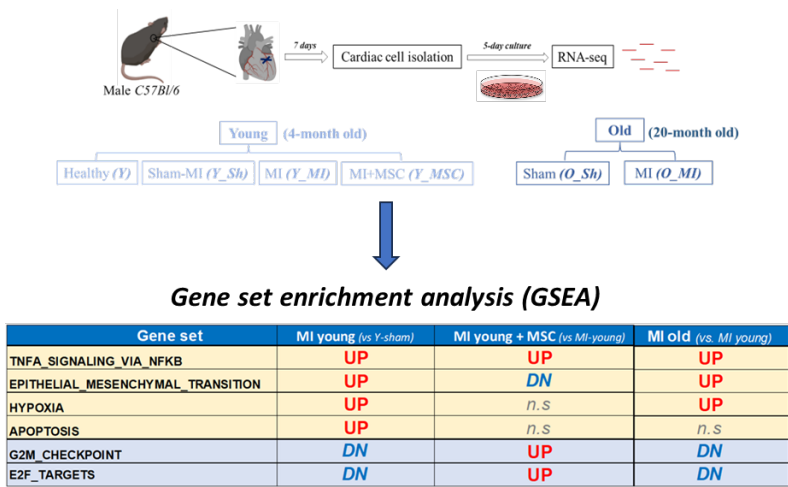 7 days
Cardiac cell isolation
5-day culture
RNA-seq
Male C57Bl/6
Young (4-month old)
Old (20-month old)
Healthy (Y) Sham-MI (Y_Sh) MI (Y_MI) MI+MSC (Y_MSC) Sham (O_Sh) MI (O_MI)
Gene set enrichment analysis (GSEA)
Gene set MI young (vs Y-sham) MI young + MSC (vs MI-young) MI old (vs. MI young)
TNFA_SIGNALING_VIA_NFKB UP UP UP
EPITHELIAL_MESENCHYMAL_TRANSITION UP DN UP
HYPOXIA UP n.s UP
APOPTOSIS UP n.s n.s
G2M_CHECKPOINT DN UP DN
E2F_TARGETS DN UP DN